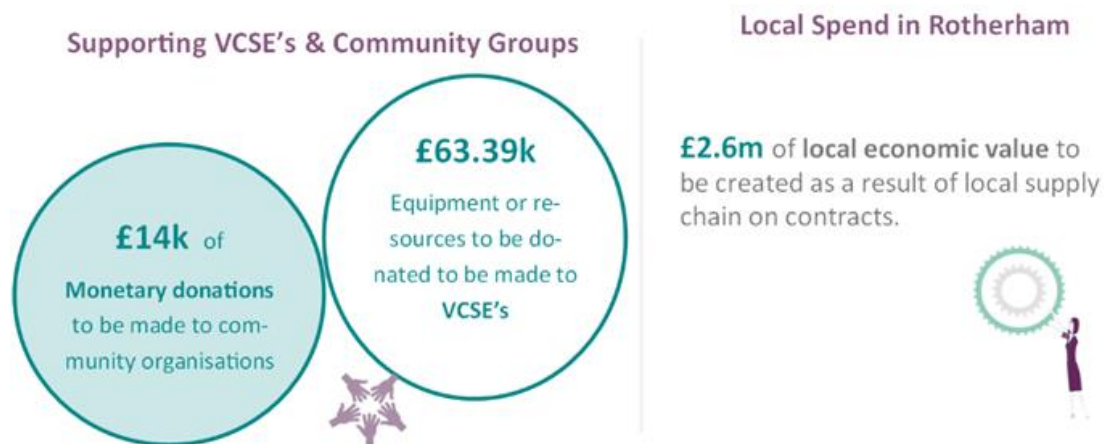 Supporting VCSE's & Community Groups
£14k of
Monetary donations
to be made to com-
munity organisations
£63.39k
Equipment or re-
sources to be do-
nated to be made to
VCSE's
Local Spend in Rotherham
£2.6m of local economic value to
be created as a result of local supply
chain on contracts.